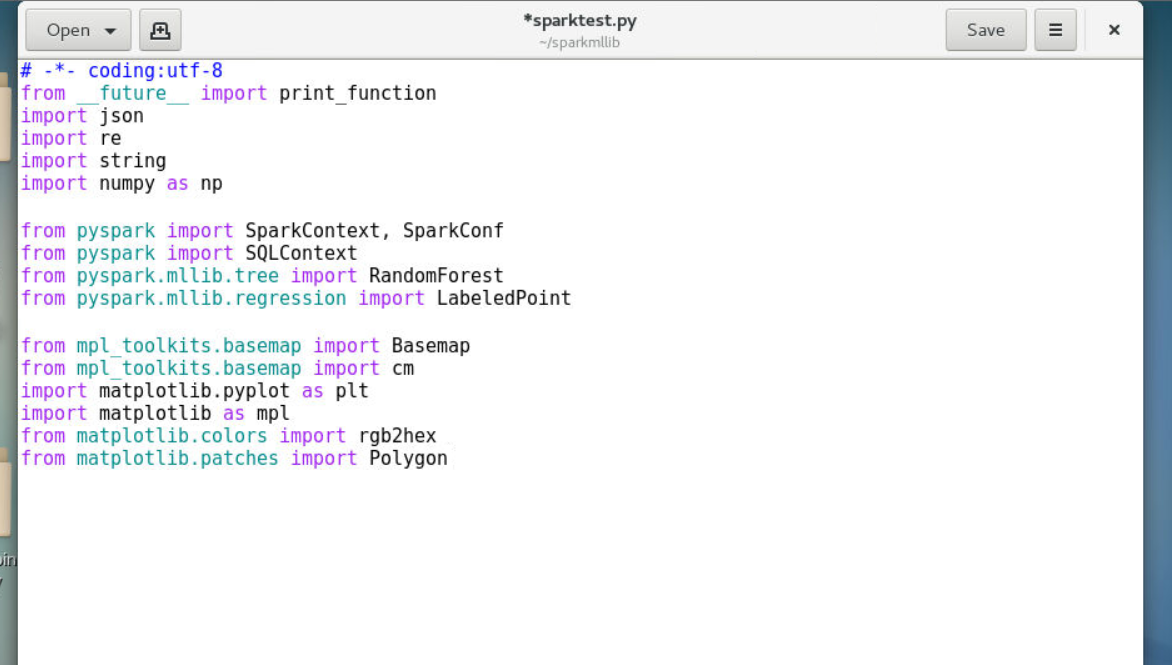 Open
*sparktest.py
~/sparkmllib
Save
# -*- coding:utf-8
from __future__ import print_function
import json
import re
import string
import numpy as np
from pyspark import SparkContext, SparkConf
from pyspark import SQLContext
from pyspark.mllib.tree import RandomForest
from pyspark.mllib.regression import LabeledPoint
from mpl_toolkits.basemap import Basemap
from mpl_toolkits.basemap import cm
import matplotlib.pyplot as plt
import matplotlib as mpl
from matplotlib.colors import rgb2hex
from matplotlib.patches import Polygon